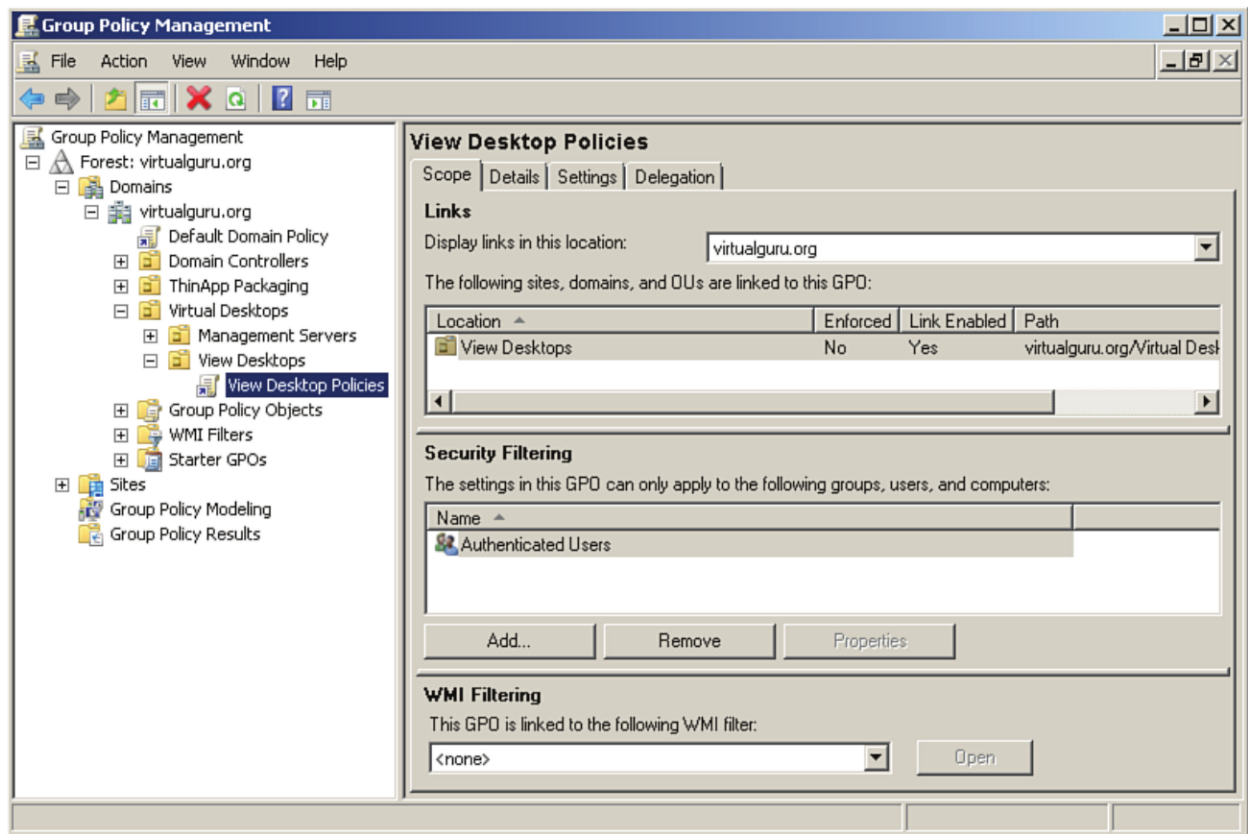 Group Policy Management
File Action View Window Help
Group Policy Management
Forest: virtualguru.org
Domains
virtualguru.org
Default Domain Policy
Domain Controllers
ThinApp Packaging
Virtual Desktops
Management Servers
View Desktops
View Desktop Policies
Group Policy Objects
WMI Filters
Starter GPOs
Sites
Group Policy Modeling
Group Policy Results
View Desktop Policies
Scope Details Settings Delegation
Links
Display links in this location: virtualguru.org
The following sites, domains, and OUs are linked to this GPO:
Location Enforced Link Enabled Path
View Desktops No Yes virtualguru.org/Virtual Desk
Security Filtering
The settings in this GPO can only apply to the following groups, users, and computers:
Name
Authenticated Users
Add... Remove Properties
WMI Filtering
This GPO is linked to the following WMI filter:
<none> Open